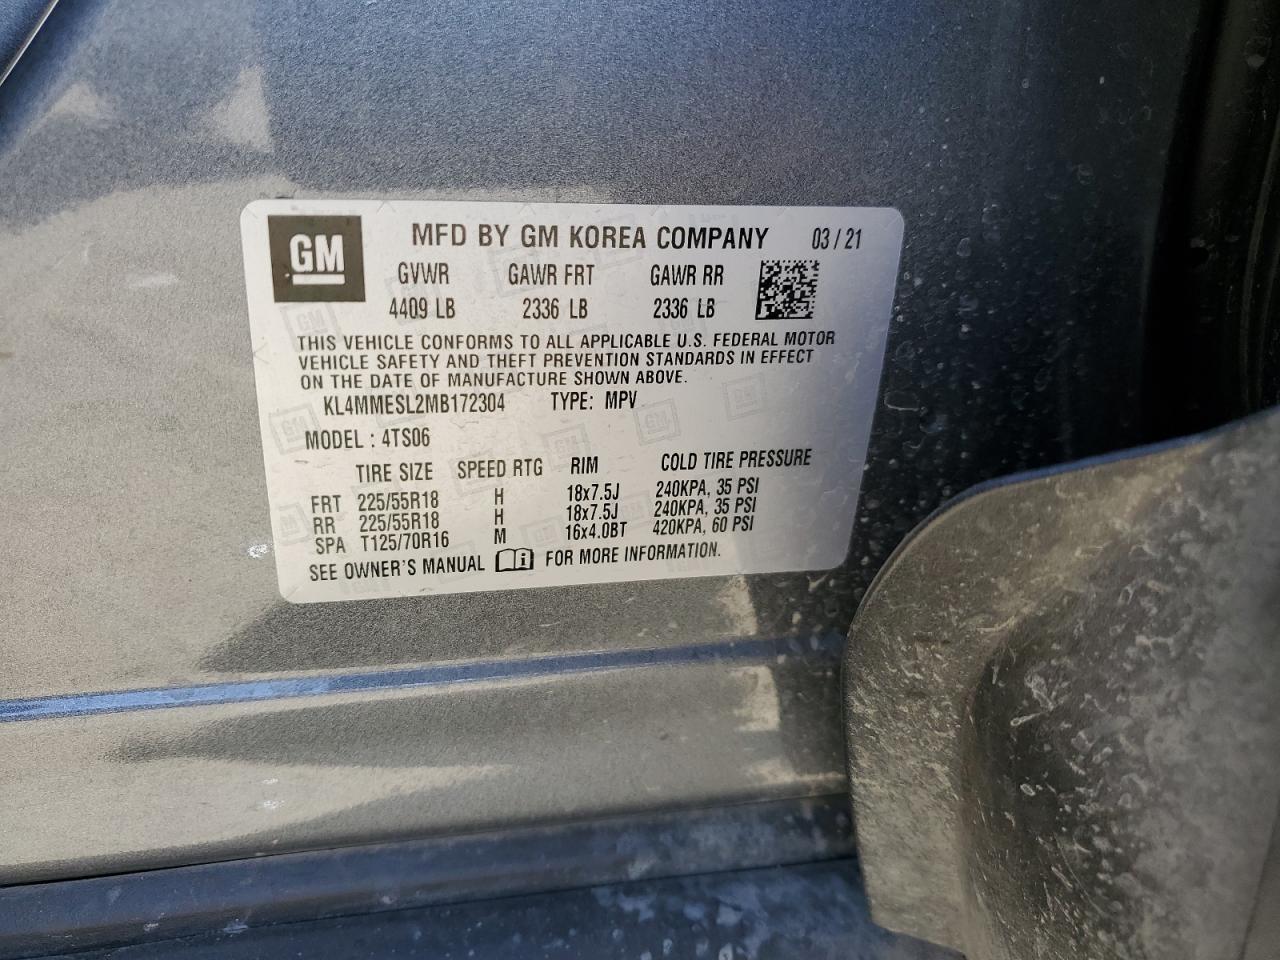 GM MFD BY GM KOREA COMPANY 03/21
GVWR GAWR FRT GAWR RR
4409 LB 2336 LB 2336 LB
THIS VEHICLE CONFORMS TO ALL APPLICABLE U.S. FEDERAL MOTOR
VEHICLE SAFETY AND THEFT PREVENTION STANDARDS IN EFFECT
ON THE DATE OF MANUFACTURE SHOWN ABOVE.
KL4MMESL2MB172304 TYPE: MPV
MODEL: 4TS06
TIRE SIZE SPEED RTG RIM COLD TIRE PRESSURE
FRT 225/55R18 H 18x7.5J 240KPA, 35 PSI
RR 225/55R18 H 18x7.5J 240KPA, 35 PSI
SPA T125/70R16 M 16x4.0BT 420KPA, 60 PSI
SEE OWNER'S MANUAL i FOR MORE INFORMATION.